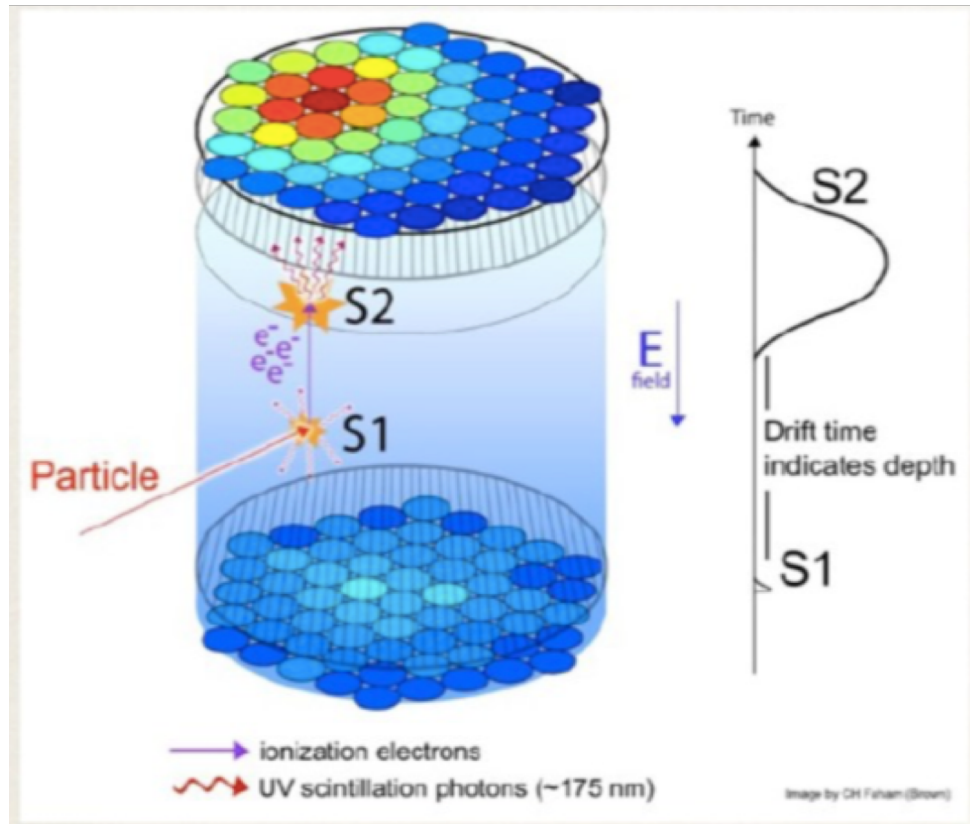 Time
S2
S2
E
field
e-
e-
e-
e-
S1
Drift time
indicates depth
Particle
S1
ionization electrons
UV scintillation photons (~175 nm)
Image by CH Faham (Brown)